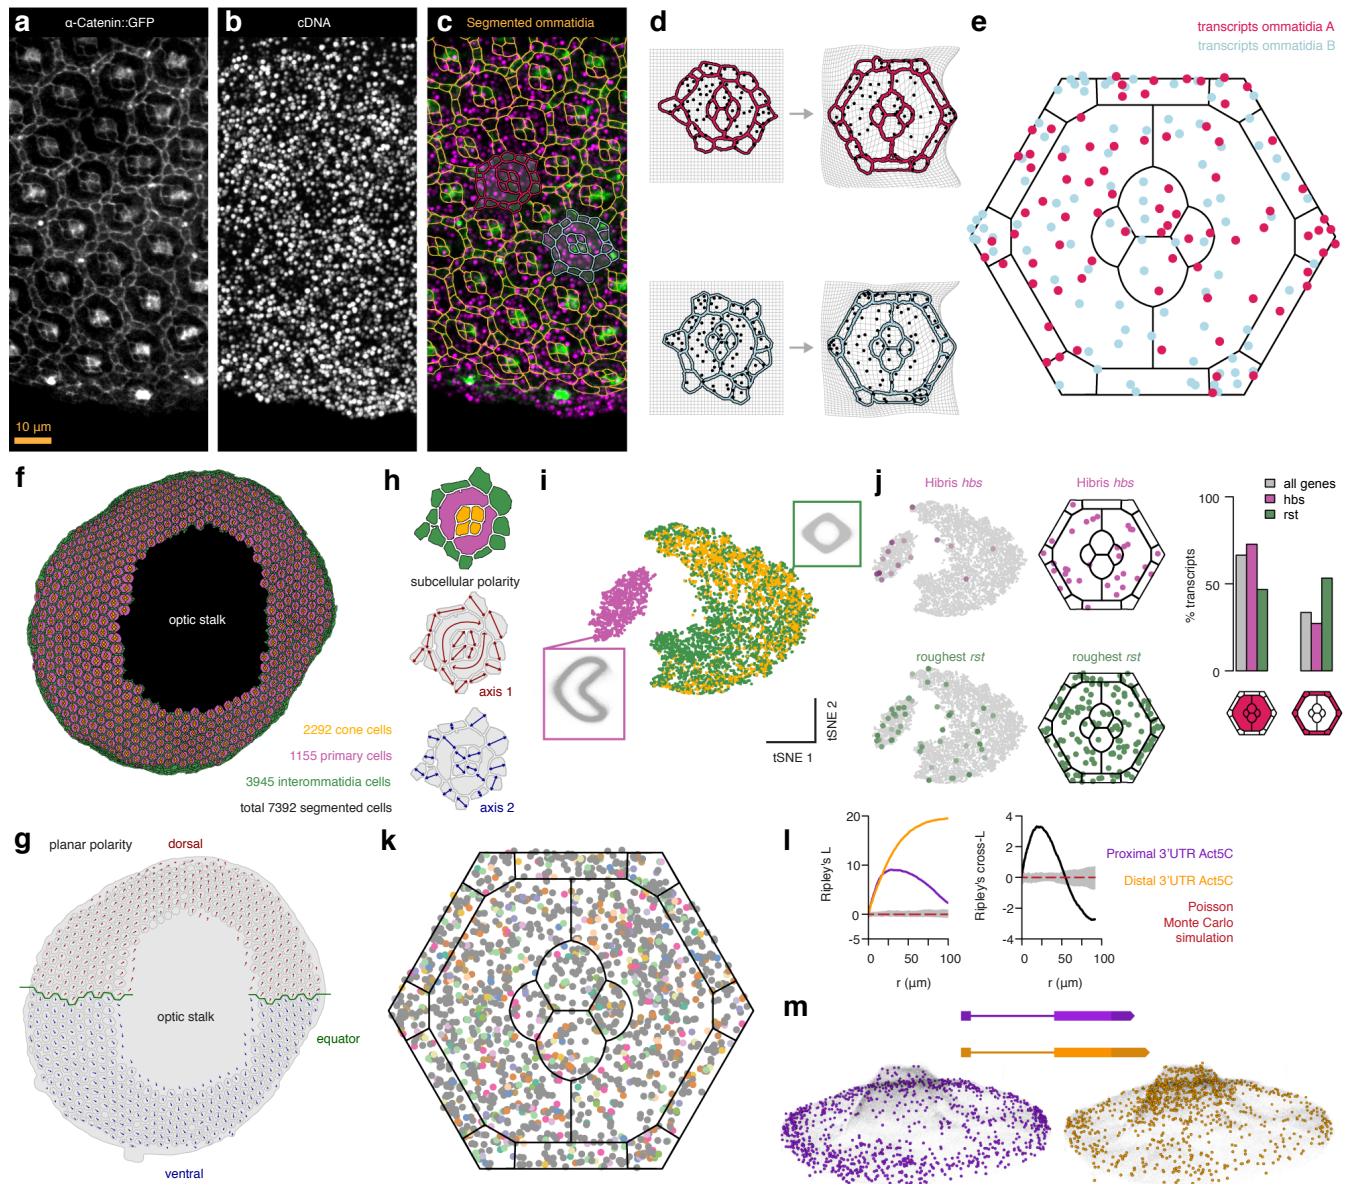 a
α-Catenin::GFP
10 µm
b
cDNA
c
Segmented ommatidia
d
e
transcripts ommatidia A
transcripts ommatidia B
f
optic stalk
2292 cone cells
1155 primary cells
3945 interommatidia cells
total 7392 segmented cells
h
subcellular polarity
axis 1
axis 2
i
tSNE 1
tSNE 2
j
Hibris hbs
Hibris hbs
roughest rst
roughest rst
all genes
hbs
rst
100
50
0
% transcripts
g
planar polarity
dorsal
optic stalk
equator
ventral
k
l
20
10
0
-5
Ripley's L
0
50
100
r (µm)
4
2
0
-2
-4
Ripley's cross-L
0
50
100
r (µm)
Proximal 3'UTR Act5C
Distal 3'UTR Act5C
Poisson
Monte Carlo
simulation
m